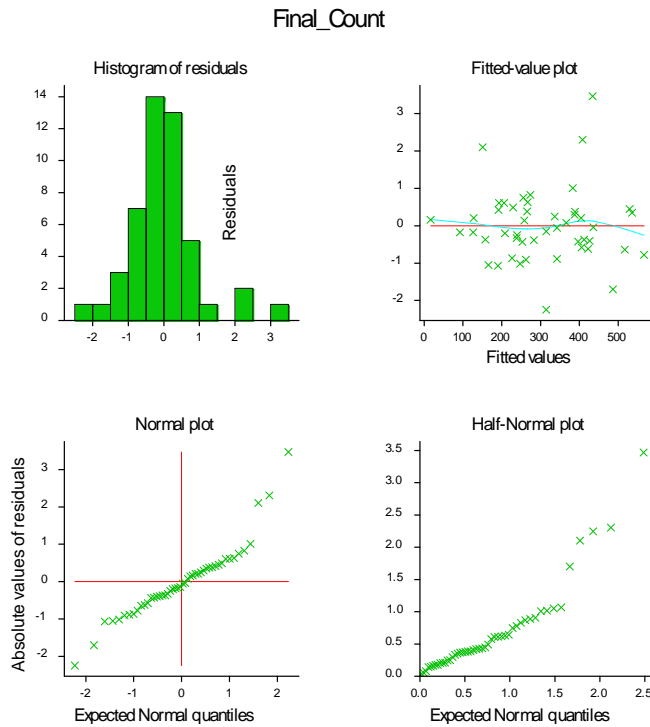 Final_Count
Histogram of residuals
14
12
10
8
6
4
2
0
-2 -1 0 1 2 3
Fitted-value plot
Residuals
3
2
1
0
-1
-2
0 100 200 300 400 500
Fitted values
Normal plot
Absolute values of residuals
3
2
1
0
-1
-2
-2 -1 0 1 2
Expected Normal quantiles
Half-Normal plot
3.5
3.0
2.5
2.0
1.5
1.0
0.5
0.0
0.0 0.5 1.0 1.5 2.0 2.5
Expected Normal quantiles